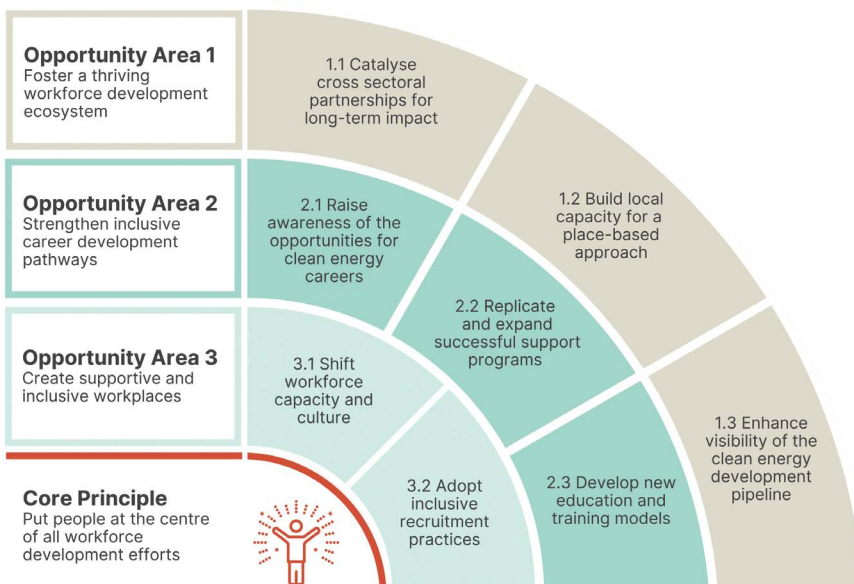 Opportunity Area 1
Foster a thriving
workforce development
ecosystem
1.1 Catalyse
cross sectoral
partnerships for
long-term impact
1.2 Build local
capacity for a
place-based
approach
1.3 Enhance
visibility of the
clean energy
development
pipeline
Opportunity Area 2
Strengthen inclusive
career development
pathways
2.1 Raise
awareness of the
opportunities for
clean energy
careers
2.2 Replicate
and expand
successful support
programs
2.3 Develop new
education and
training models
Opportunity Area 3
Create supportive and
inclusive workplaces
3.1 Shift
workforce
capacity and
culture
3.2 Adopt
inclusive
recruitment
practices
Core Principle
Put people at the centre
of all workforce
development efforts